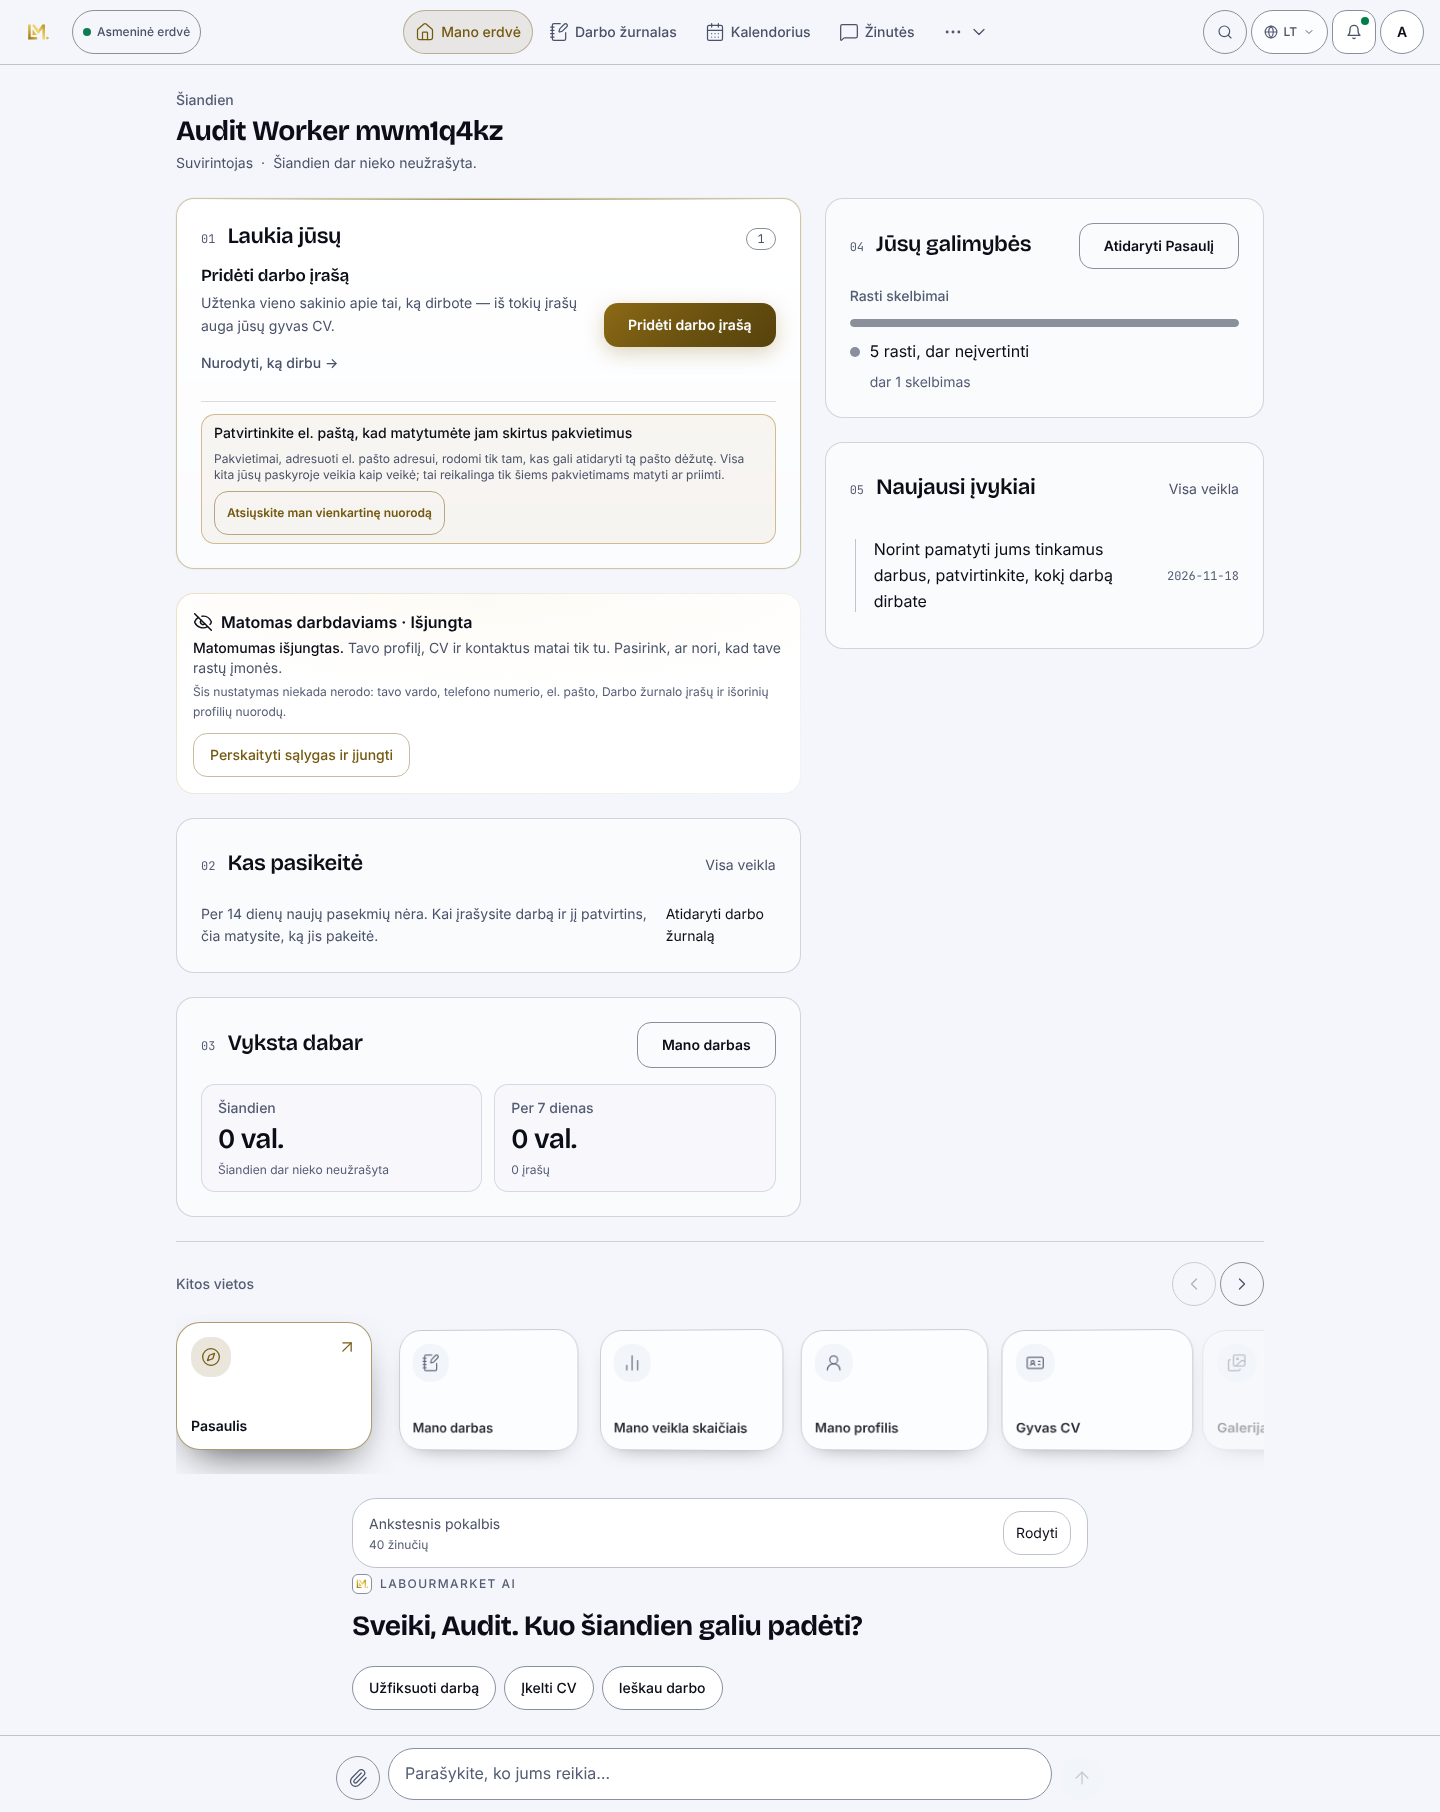 LM.
Asmeninė erdvė
Mano erdvė
Darbo žurnalas
Kalendorius
Žinutės
LT
A
Šiandien
Audit Worker mwm1q4kz
Suvirintojas · Šiandien dar nieko neužrašyta.
01 Laukia jūsų
1
Pridėti darbo įrašą
Užtenka vieno sakinio apie tai, ką dirbote — iš tokių įrašų
auga jūsų gyvas CV.
Pridėti darbo įrašą
Nurodyti, ką dirbu →
Patvirtinkite el. paštą, kad matytumėte jam skirtus pakvietimus
Pakvietimai, adresuoti el. pašto adresui, rodomi tik tam, kas gali atidaryti tą pašto dėžutę. Visa
kita jūsų paskyroje veikia kaip veikė; tai reikalinga tik šiems pakvietimams matyti ar priimti.
Atsiųskite man vienkartinę nuorodą
Matomas darbdaviams · Išjungta
Matomumas išjungtas. Tavo profilį, CV ir kontaktus matai tik tu. Pasirink, ar nori, kad tave
rastų įmonės.
Šis nustatymas niekada nerodo: tavo vardo, telefono numerio, el. pašto, Darbo žurnalo įrašų ir išorinių
profilių nuorodų.
Perskaityti sąlygas ir įjungti
02 Kas pasikeitė
Visa veikla
Per 14 dienų naujų pasekmių nėra. Kai įrašysite darbą ir jį patvirtins,
čia matysite, ką jis pakeitė.
Atidaryti darbo
žurnalą
03 Vyksta dabar
Mano darbas
Šiandien
0 val.
Šiandien dar nieko neužrašyta
Per 7 dienas
0 val.
0 įrašų
04 Jūsų galimybės
Atidaryti Pasaulį
Rasti skelbimai
5 rasti, dar neįvertinti
dar 1 skelbimas
05 Naujausi įvykiai
Visa veikla
Norint pamatyti jums tinkamus
darbus, patvirtinkite, kokį darbą
dirbate
2026-11-18
Kitos vietos
Pasaulis
Mano darbas
Mano veikla skaičiais
Mano profilis
Gyvas CV
Galerija
Ankstesnis pokalbis
40 žinučių
Rodyti
LM. LABOURMARKET AI
Sveiki, Audit. Kuo šiandien galiu padėti?
Užfiksuoti darbą
Įkelti CV
Ieškau darbo
Parašykite, ko jums reikia...